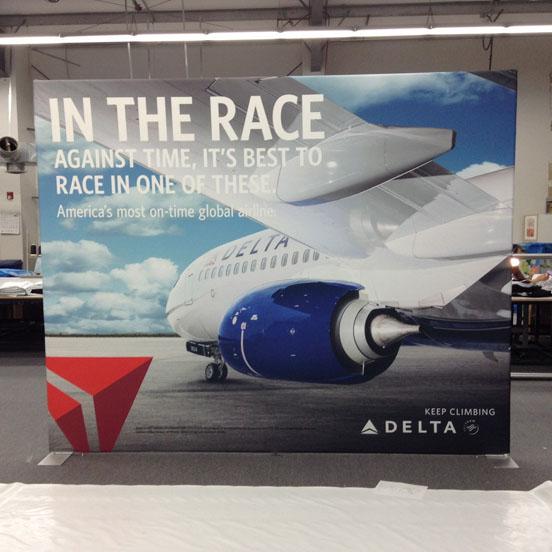 IN THE RACE
AGAINST TIME, IT'S BEST TO
RACE IN ONE OF THESE.
America's most on-time global airline.
DELTA
KEEP CLIMBING
DELTA